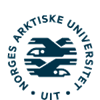 NORGES ARKTISKE UNIVERSITET
• UIT •